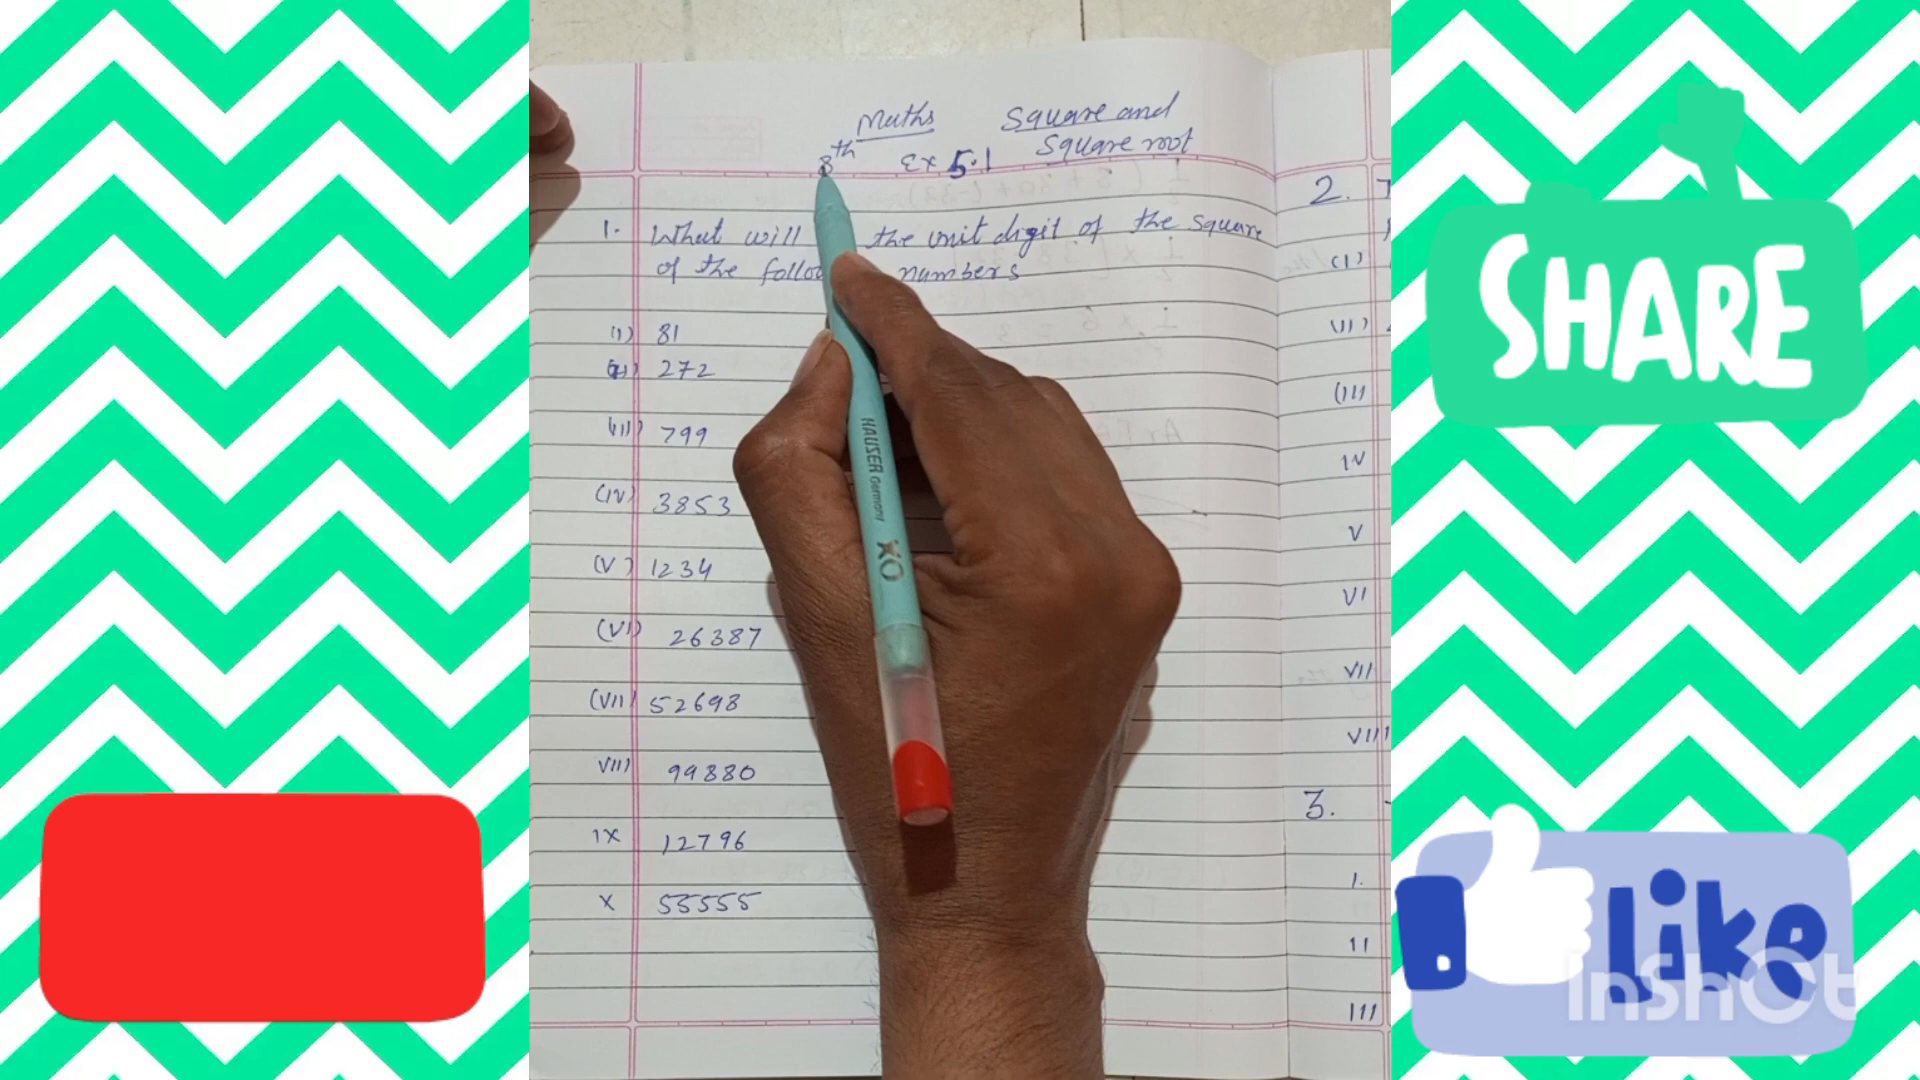 Maths
Square and
Square root
8th Ex 5.1
1. What will the unit digit of the square
of the follo numbers
(i) 81
(ii) 272
(iii) 799
(iv) 3853
(v) 1234
(vi) 26387
(vii) 52698
viii) 99880
ix 12796
x 55555
HAUSER Germany XO
2.
(i)
(ii)
(iii
iv
v
vi
vii
viii
3.
i.
ii
iii
SHARE
Like
InShOt